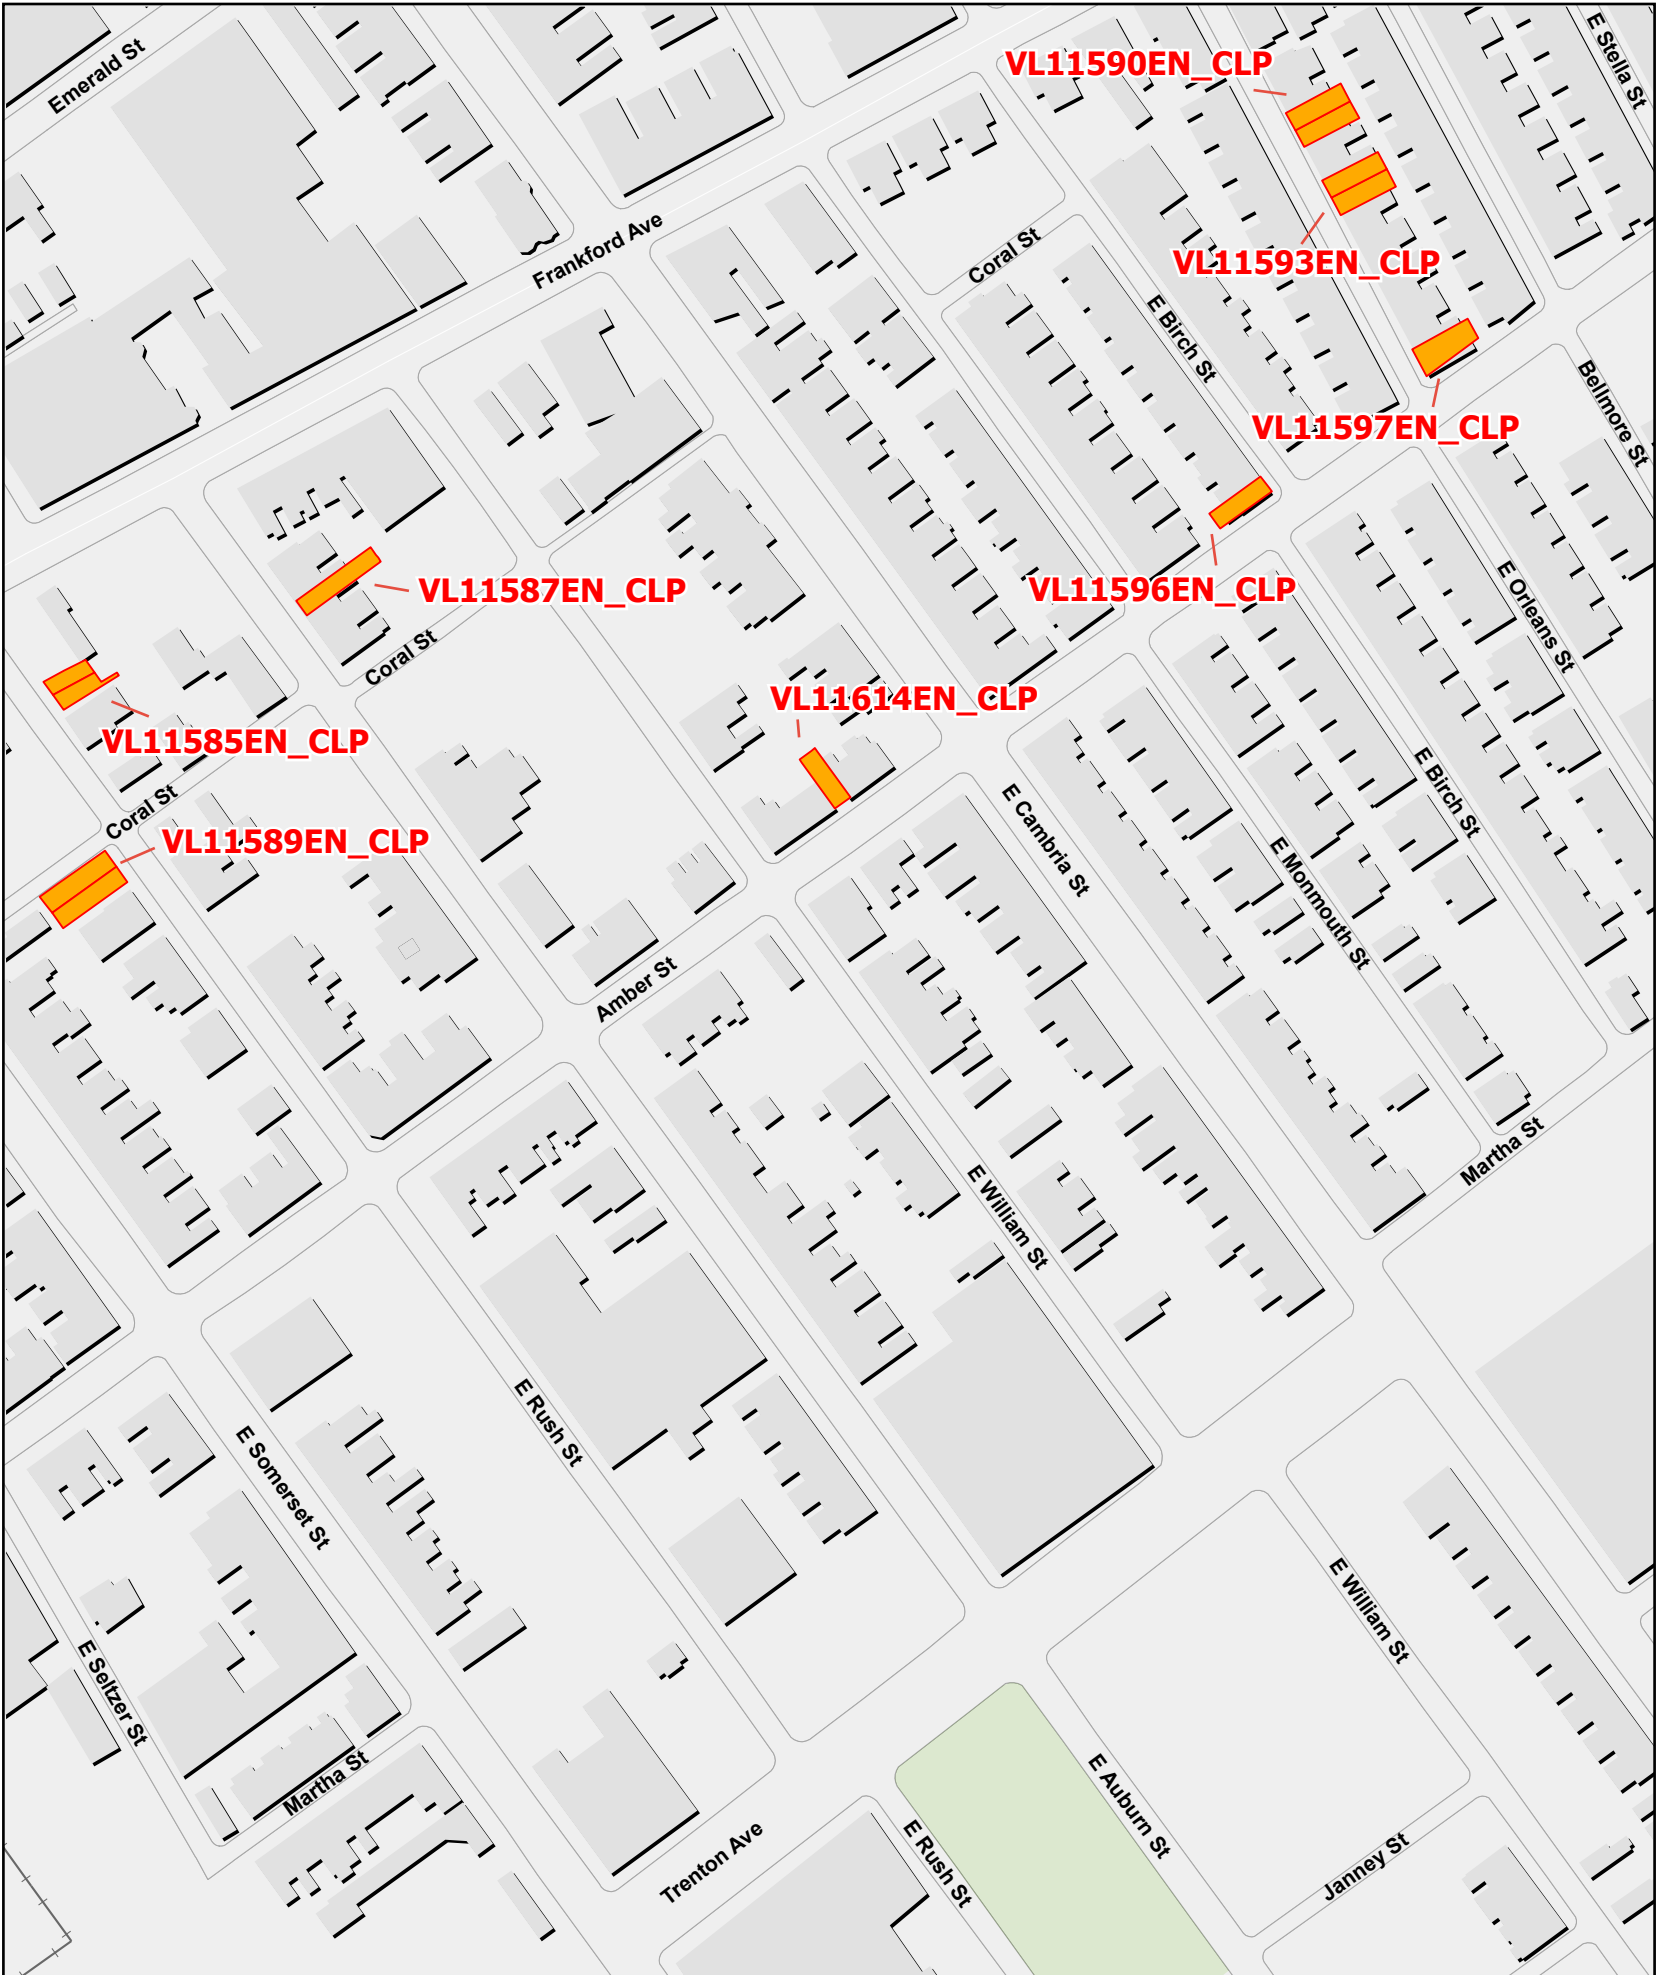 Emerald St
VL11590EN_CLP
E Stella St
Frankford Ave
Coral St
VL11593EN_CLP
E Birch St
Bellmore St
VL11597EN_CLP
VL11587EN_CLP
VL11596EN_CLP
E Orleans St
Coral St
VL11614EN_CLP
VL11585EN_CLP
E Birch St
Coral St
E Cambria St
VL11589EN_CLP
E Monmouth St
Amber St
Martha St
E William St
E Rush St
E Somerset St
E William St
E Seltzer St
Martha St
E Auburn St
Trenton Ave
E Rush St
Janney St